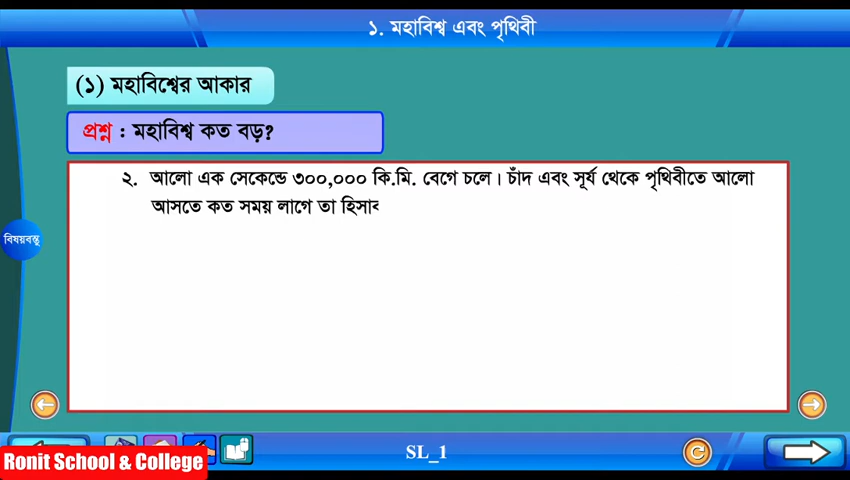 ১. মহাবিশ্ব এবং পৃথিবী
(১) মহাবিশ্বের আকার
প্রশ্ন : মহাবিশ্ব কত বড়?
২. আলো এক সেকেন্ডে ৩০০,০০০ কি.মি. বেগে চলে। চাঁদ এবং সূর্য থেকে পৃথিবীতে আলো
আসতে কত সময় লাগে তা হিসাব
বিষয়বস্তু
SL_1
Ronit School & College